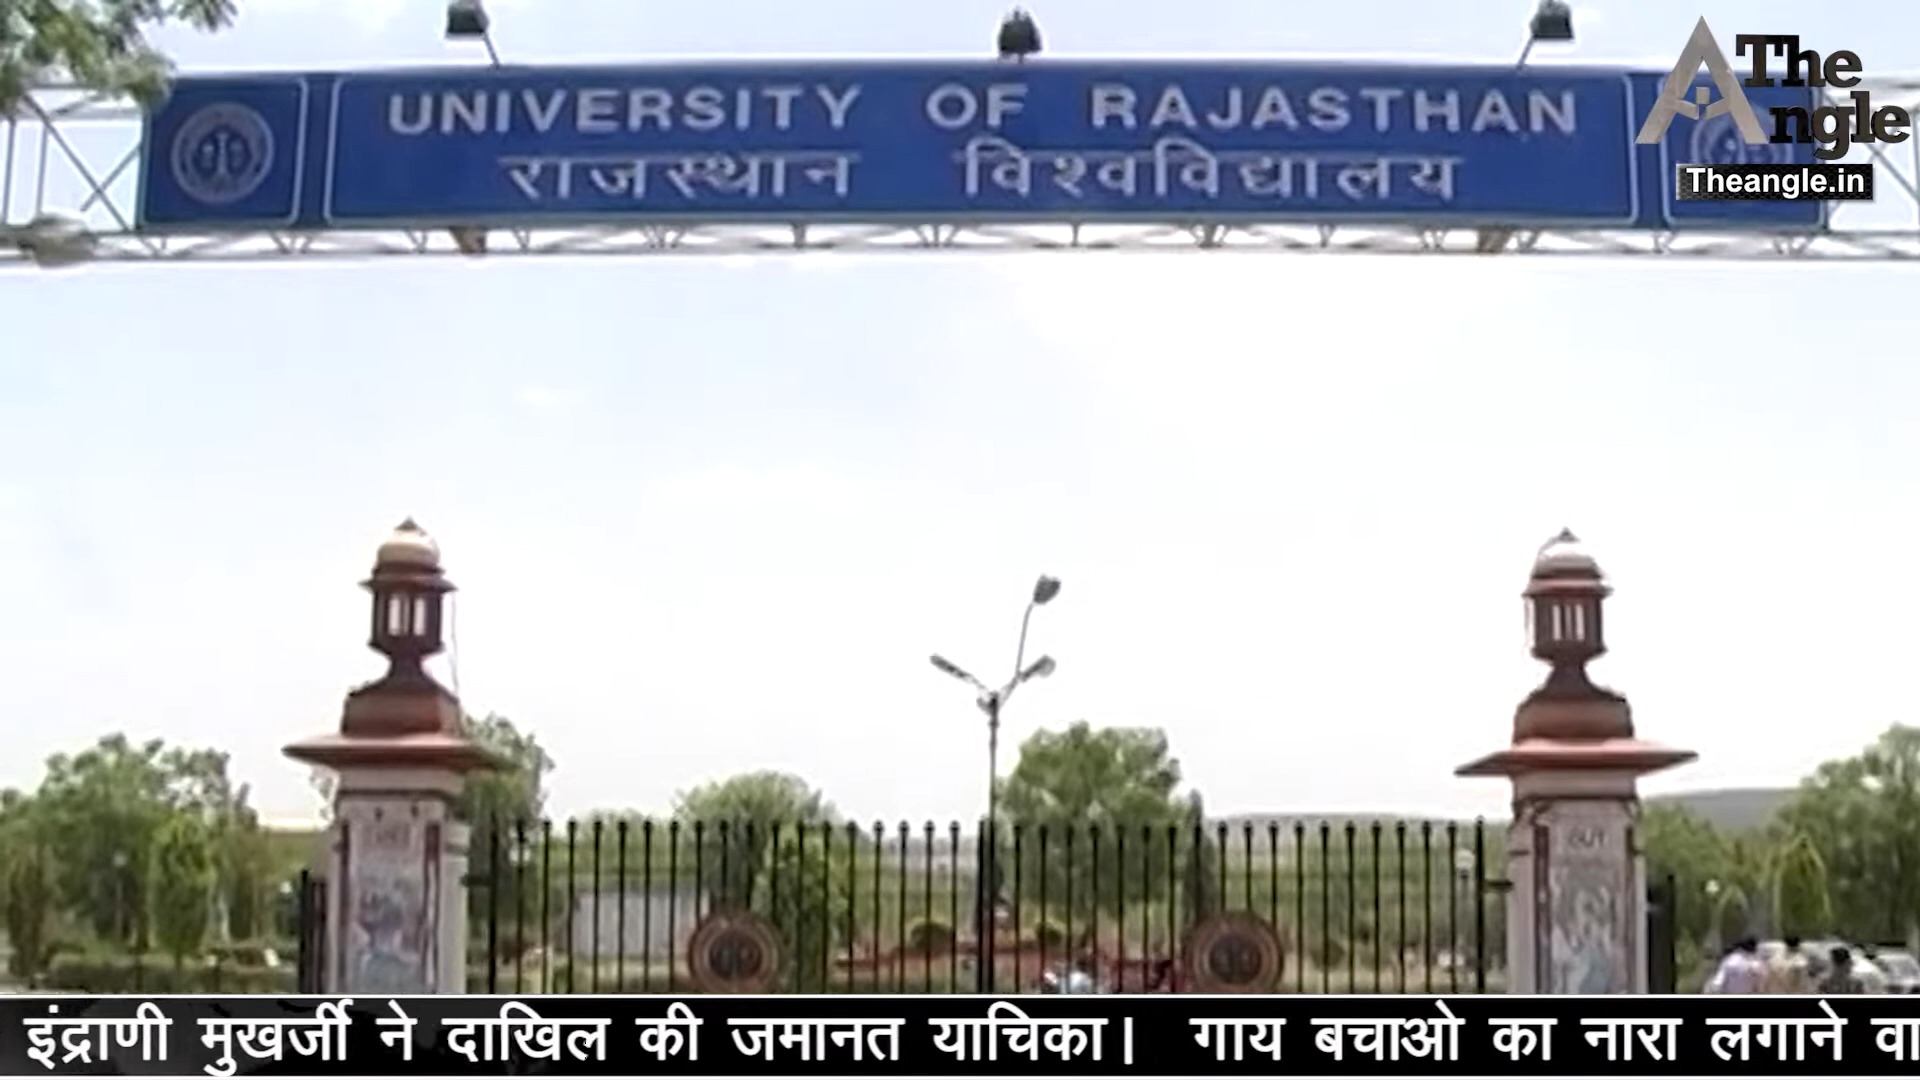 UNIVERSITY OF RAJASTHAN
राजस्थान विश्वविद्यालय
The
Angle
Theangle.in
इंद्राणी मुखर्जी ने दाखिल की जमानत याचिका। गाय बचाओ का नारा लगाने वा